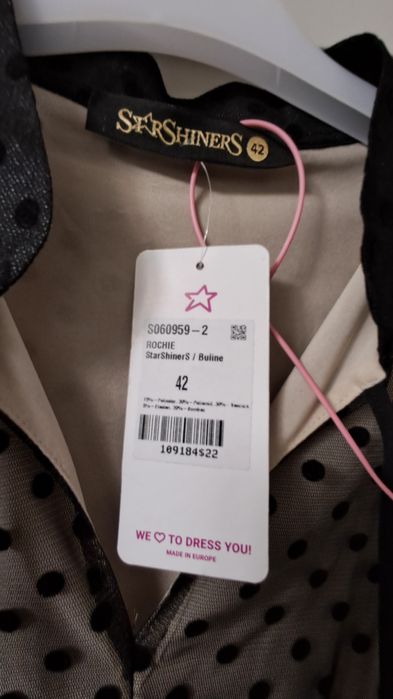 STARSHINERS 42
S060959-2
ROCHIE
StarShinerS / Buline
42
109184$22
WE ♡ TO DRESS YOU!
MADE IN EUROPE